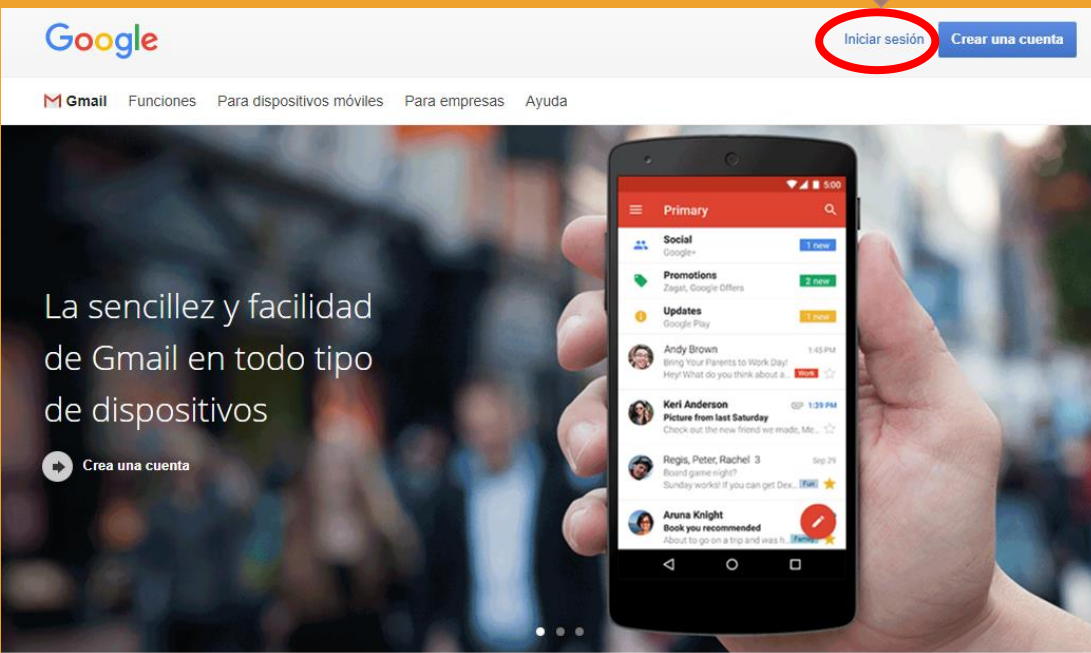 Google
Iniciar sesión
Crear una cuenta
Gmail Funciones Para dispositivos móviles Para empresas Ayuda
La sencillez y facilidad
de Gmail en todo tipo
de dispositivos
Crea una cuenta
5:00
Primary
Social
1 new
Google+
Promotions
2 new
Zagat, Google Offers
Updates
1 new
Google Play
Andy Brown 1:45 PM
Bring Your Parents to Work Day!
Hey! What do you think about a... Work
Keri Anderson 1:39 PM
Picture from last Saturday
Check out the new friend we made, Me...
Regis, Peter, Rachel 3 Sep 29
Board game night?
Sunday works! If you can get Dex... Fun
Aruna Knight
Book you recommended
About to go on a trip and was h...